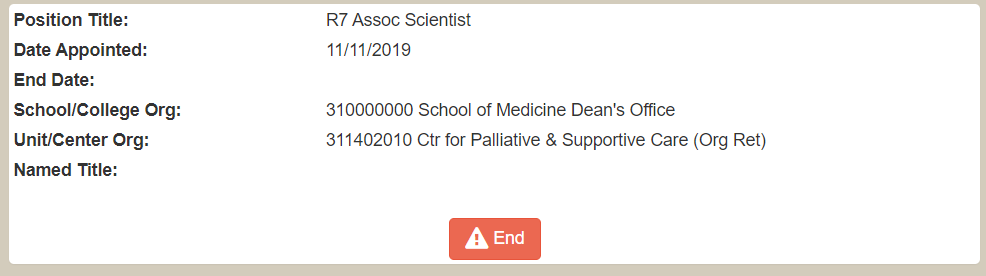 Position Title: R7 Assoc Scientist
Date Appointed: 11/11/2019
End Date:
School/College Org: 310000000 School of Medicine Dean's Office
Unit/Center Org: 311402010 Ctr for Palliative & Supportive Care (Org Ret)
Named Title:
End